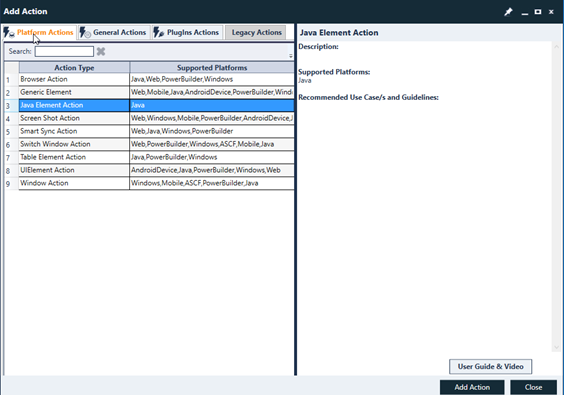 Add Action
Platform Actions General Actions PlugIns Actions Legacy Actions
Search:
Action Type Supported Platforms
1 Browser Action Java,Web,PowerBuilder,Windows
2 Generic Element Web,Mobile,Java,AndroidDevice,PowerBuilder,Wind
3 Java Element Action Java
4 Screen Shot Action Web,Windows,Mobile,PowerBuilder,AndroidDevice,J
5 Smart Sync Action Web,Java,Windows,PowerBuilder
6 Switch Window Action Web,PowerBuilder,Windows,ASCF,Mobile,Java
7 Table Element Action Java,PowerBuilder,Windows
8 UIElement Action AndroidDevice,Java,PowerBuilder,Windows,Web
9 Window Action Windows,Mobile,ASCF,PowerBuilder,Java
Java Element Action
Description:
Supported Platforms:
Java
Recommended Use Case/s and Guidelines:
User Guide & Video
Add Action Close